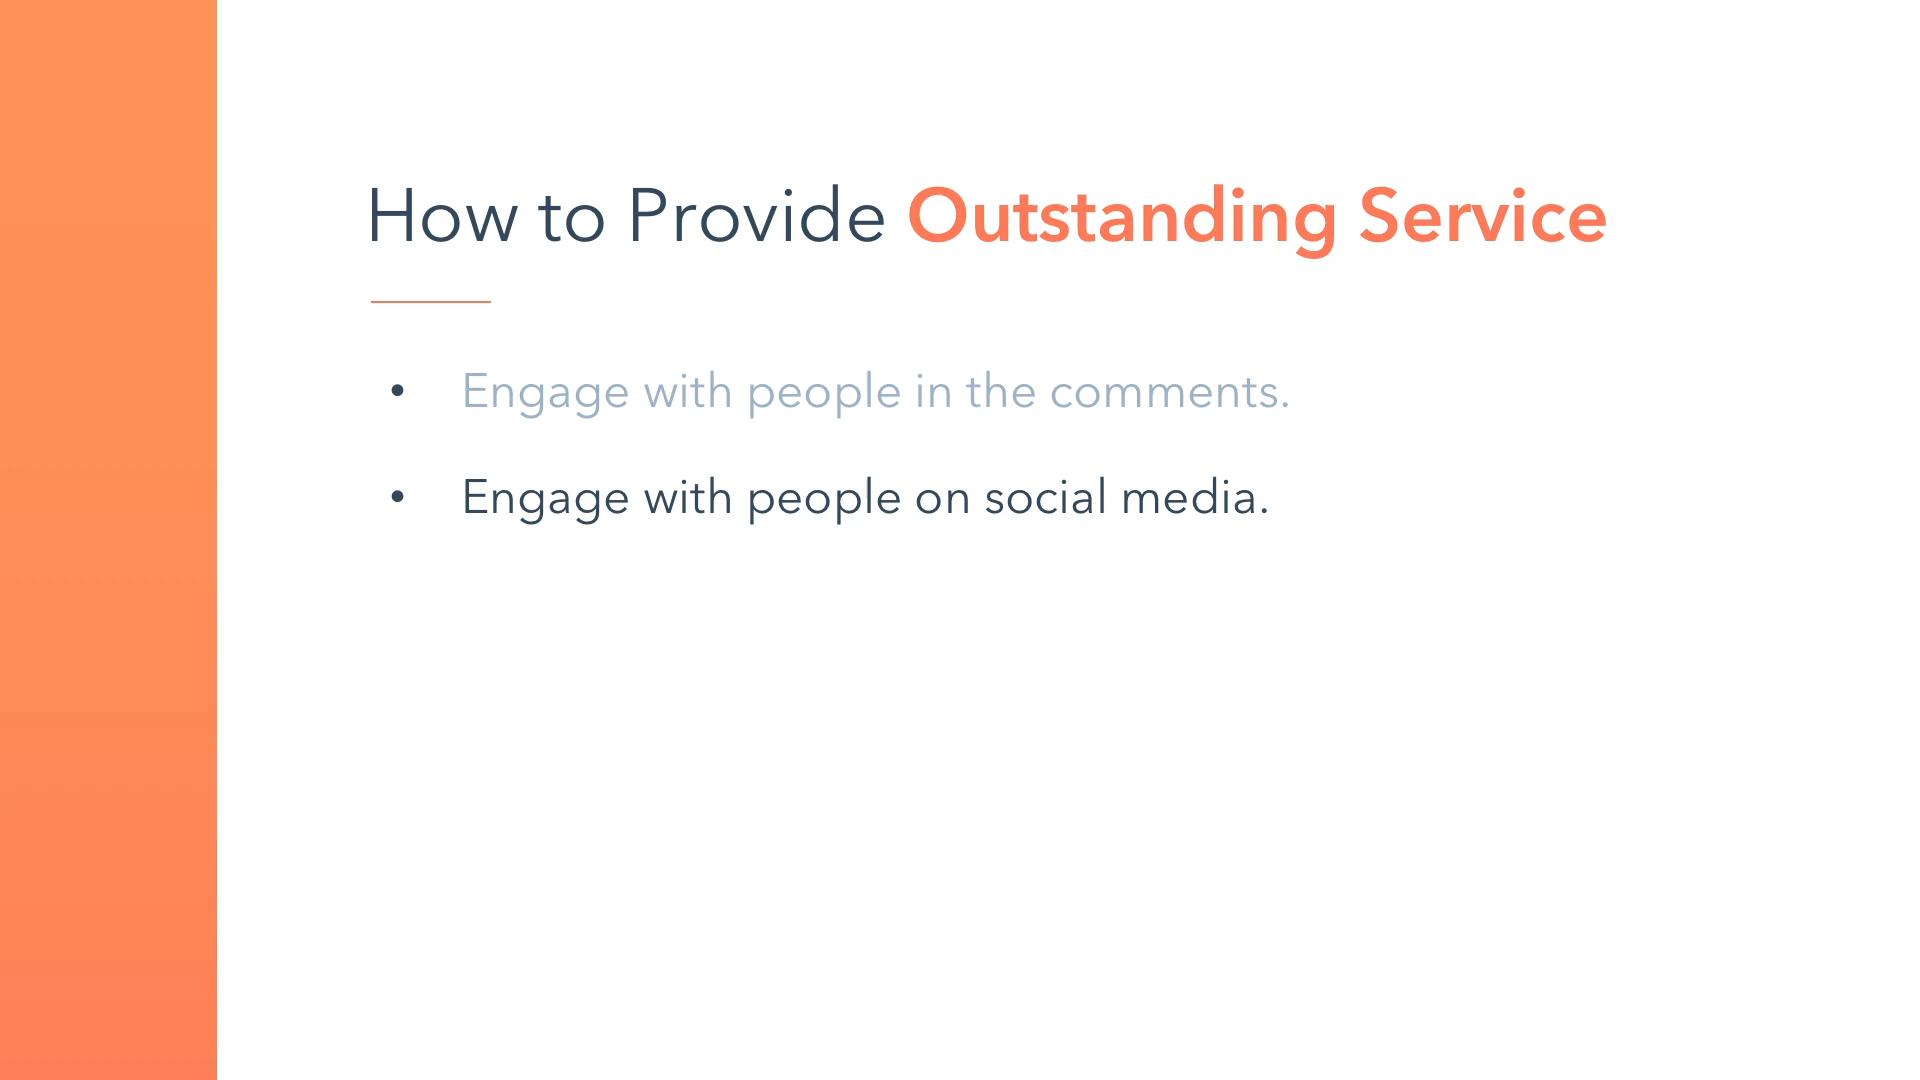 How to Provide Outstanding Service
• Engage with people in the comments.
• Engage with people on social media.